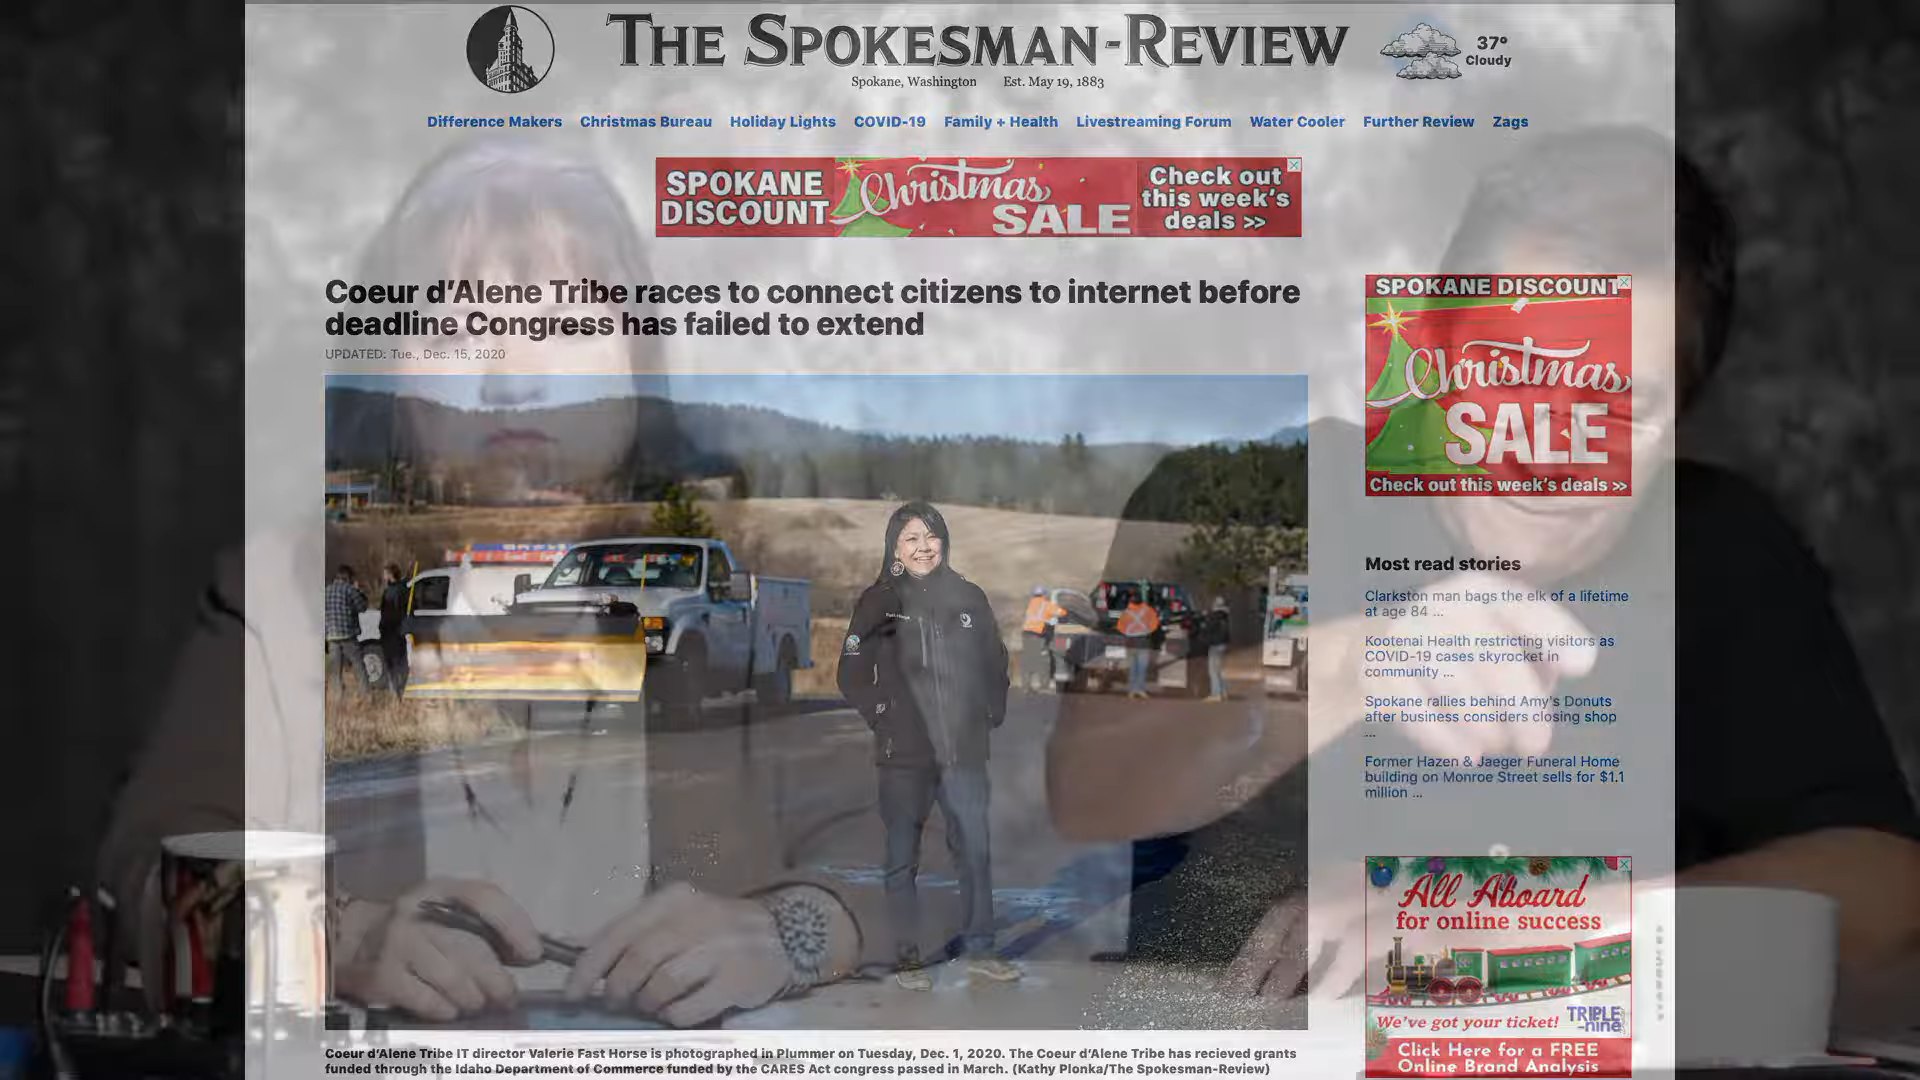 THE SPOKESMAN-REVIEW
Spokane, Washington Est. May 19, 1883
37°
Cloudy
Difference Makers Christmas Bureau Holiday Lights COVID-19 Family + Health Livestreaming Forum Water Cooler Further Review Zags
SPOKANE
DISCOUNT
Christmas
SALE
Check out
this week's
deals >>
Coeur d'Alene Tribe races to connect citizens to internet before
deadline Congress has failed to extend
UPDATED: Tue., Dec. 15, 2020
Coeur d'Alene Tribe IT director Valerie Fast Horse is photographed in Plummer on Tuesday, Dec. 1, 2020. The Coeur d'Alene Tribe has recieved grants
funded through the Idaho Department of Commerce funded by the CARES Act congress passed in March. (Kathy Plonka/The Spokesman-Review)
SPOKANE DISCOUNT
Christmas
SALE
Check out this week's deals >>
Most read stories
Clarkston man bags the elk of a lifetime
at age 84 ...
Kootenai Health restricting visitors as
COVID-19 cases skyrocket in
community ...
Spokane rallies behind Amy's Donuts
after business considers closing shop
...
Former Hazen & Jaeger Funeral Home
building on Monroe Street sells for $1.1
million ...
All Aboard
for online success
We've got your ticket!
TRIPLE
-nine
Click Here for a FREE
Online Brand Analysis